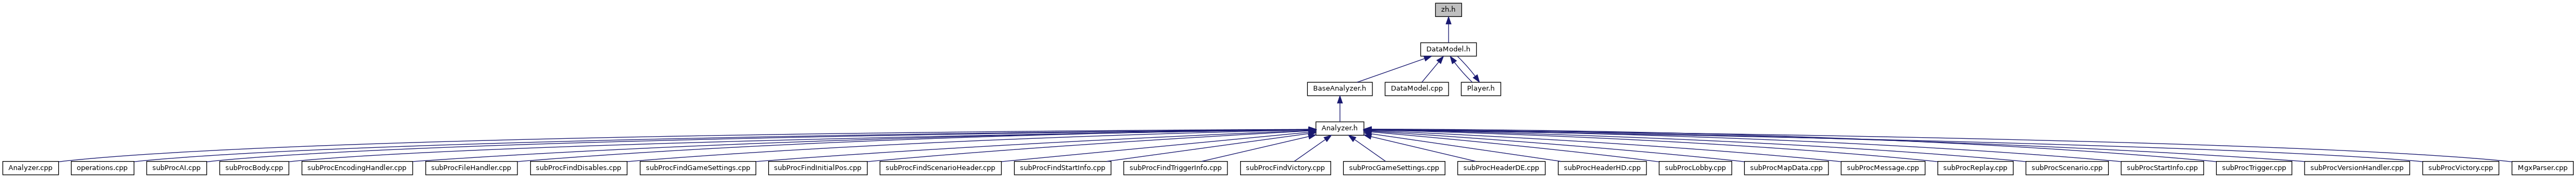 zh.h
DataModel.h
BaseAnalyzer.h
DataModel.cpp
Player.h
Analyzer.h
Analyzer.cpp
operations.cpp
subProcAI.cpp
subProcBody.cpp
subProcEncodingHandler.cpp
subProcFileHandler.cpp
subProcFindDisables.cpp
subProcFindGameSettings.cpp
subProcFindInitialPos.cpp
subProcFindScenarioHeader.cpp
subProcFindStartInfo.cpp
subProcFindTriggerInfo.cpp
subProcFindVictory.cpp
subProcGameSettings.cpp
subProcHeaderDE.cpp
subProcHeaderHD.cpp
subProcLobby.cpp
subProcMapData.cpp
subProcMessage.cpp
subProcReplay.cpp
subProcScenario.cpp
subProcStartInfo.cpp
subProcTrigger.cpp
subProcVersionHandler.cpp
subProcVictory.cpp
MgxParser.cpp